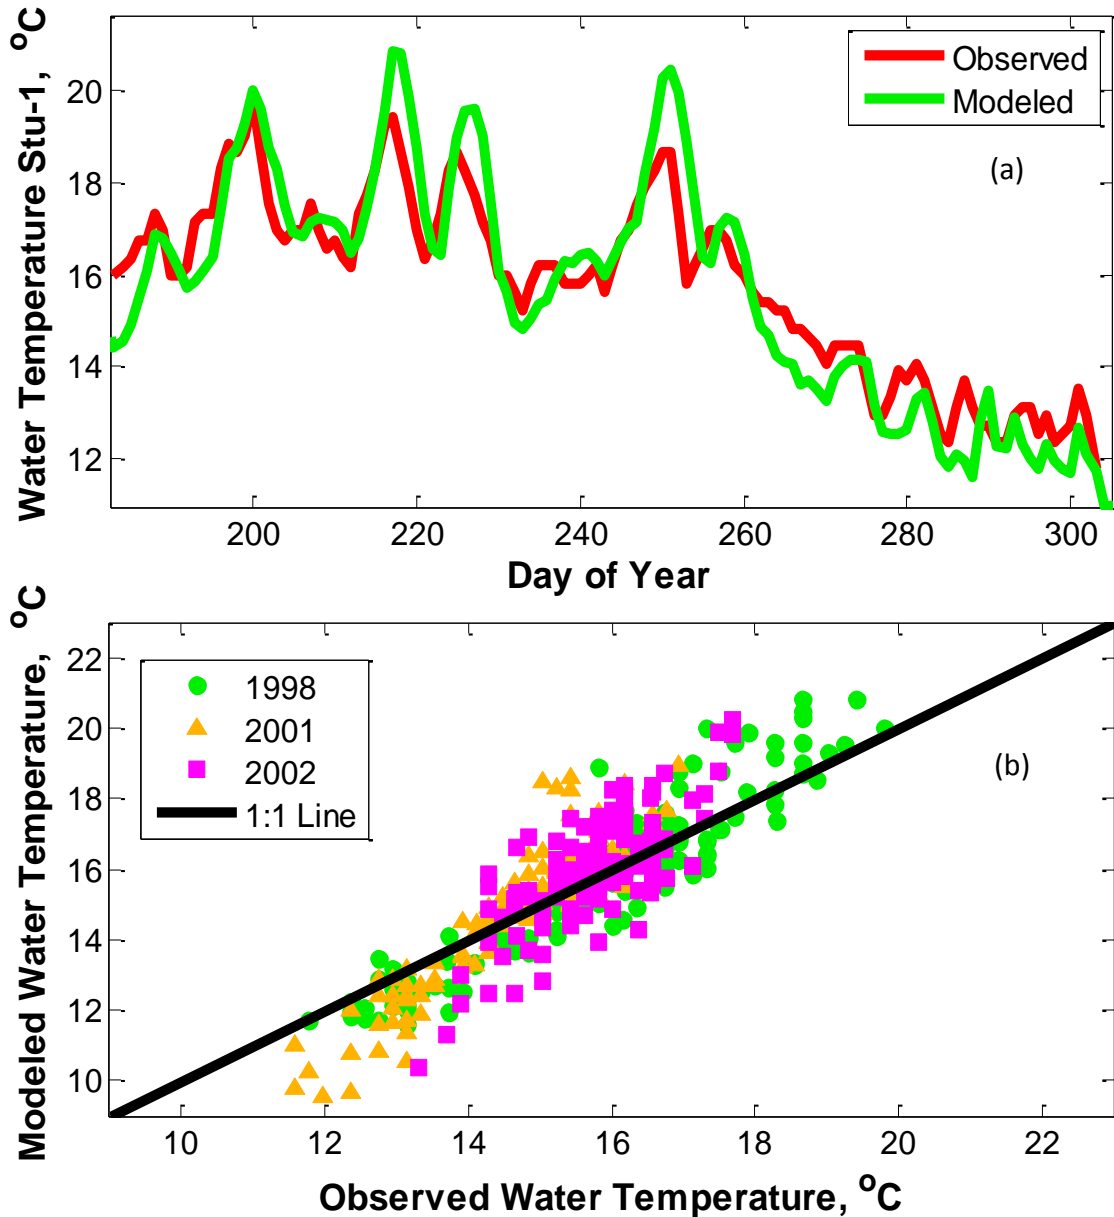 Water Temperature Stu-1, °C
20
18
16
14
12
Observed
Modeled
(a)
200 220 240 260 280 300
Day of Year
Modeled Water Temperature, °C
22
20
18
16
14
12
10
1998
2001
2002
1:1 Line
(b)
10 12 14 16 18 20 22
Observed Water Temperature, °C